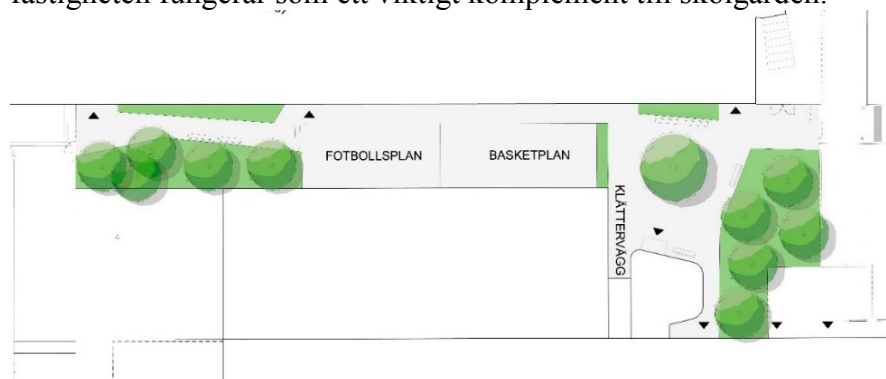 fastigheten fungerar som ett viktigt komplement till skolgården.
FOTBOLLSPLAN
BASKETPLAN
KLÄTTERVÄGG